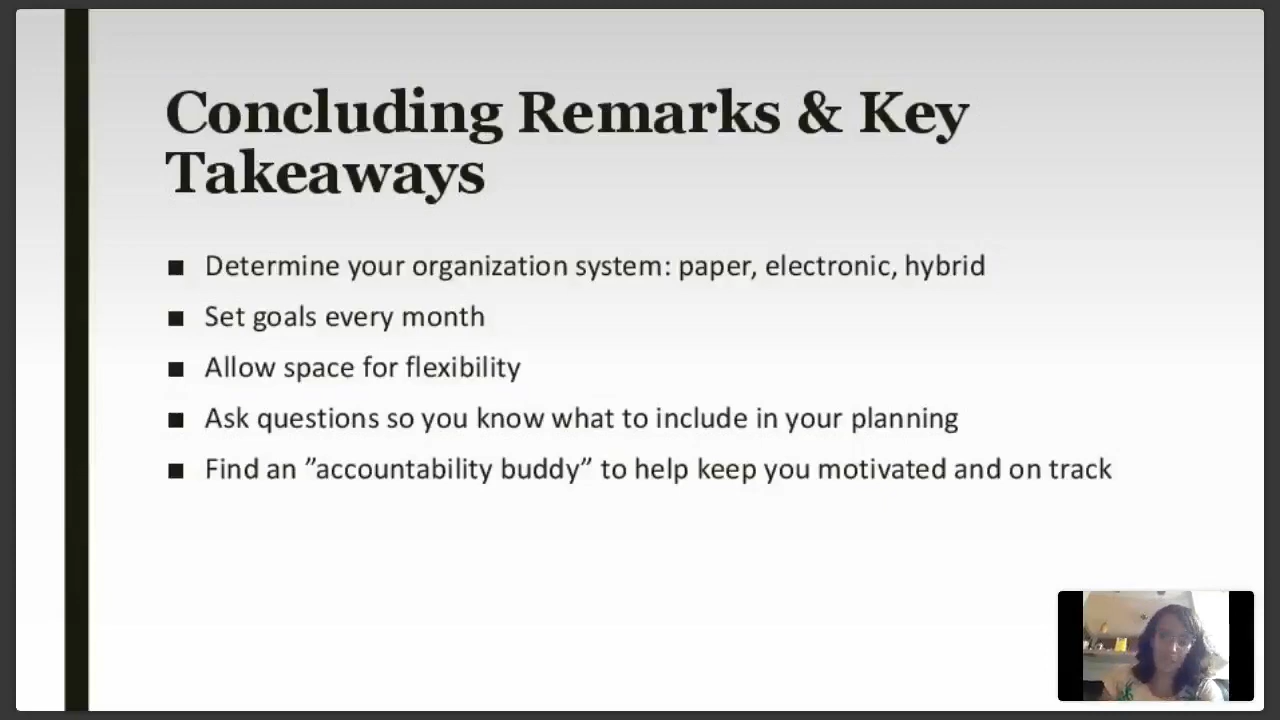 Concluding Remarks & Key
Takeaways
■ Determine your organization system: paper, electronic, hybrid
■ Set goals every month
■ Allow space for flexibility
■ Ask questions so you know what to include in your planning
■ Find an ”accountability buddy” to help keep you motivated and on track